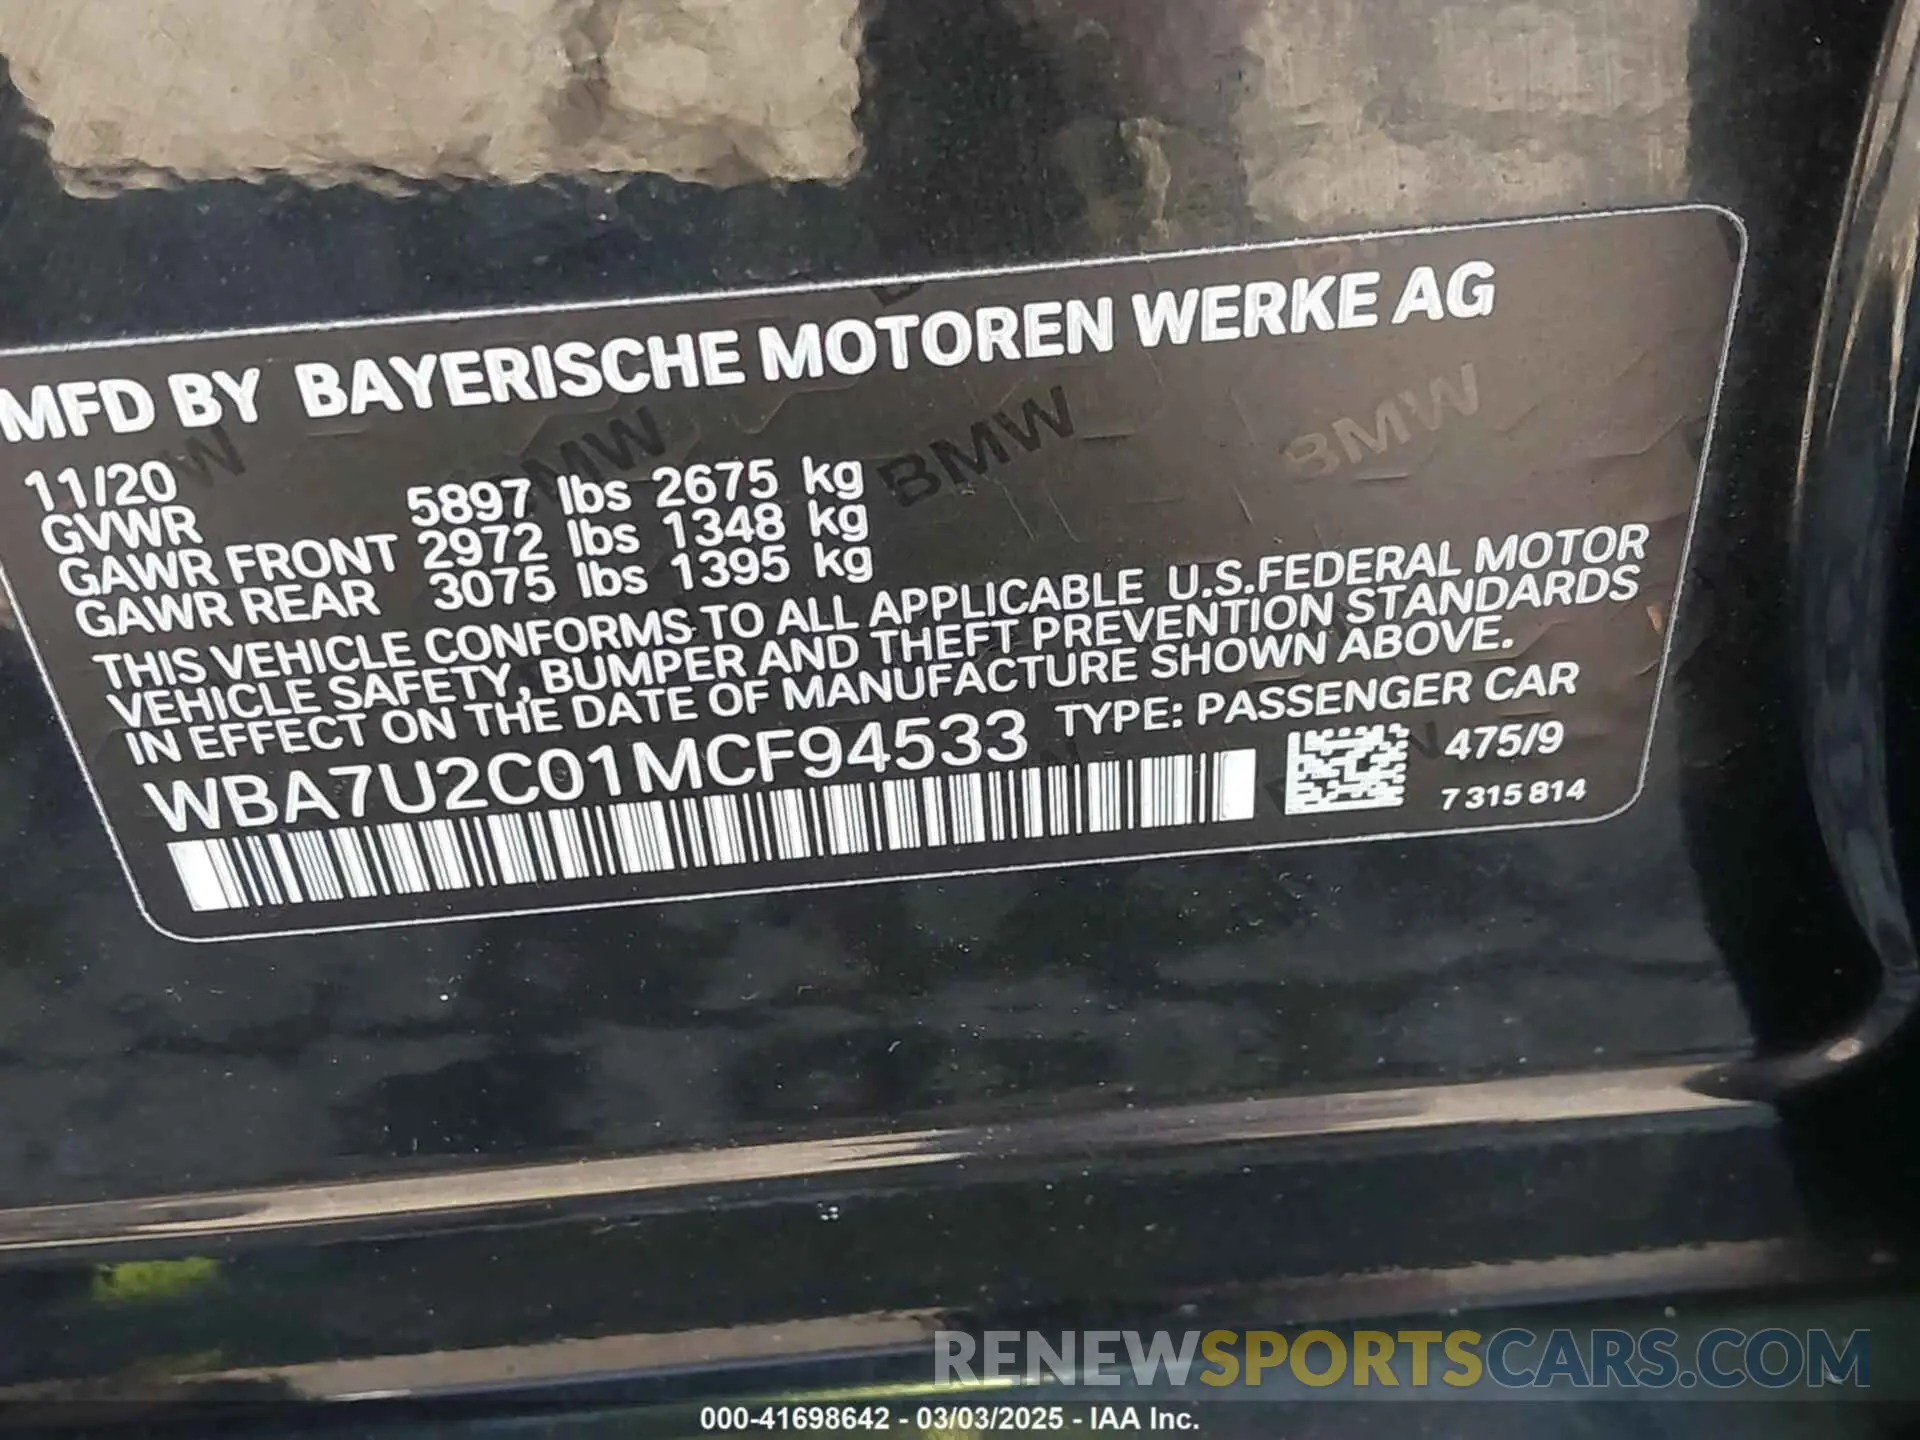 MFD BY BAYERISCHE MOTOREN WERKE AG
11/20
GVWR 5897 lbs 2675 kg
GAWR FRONT 2972 lbs 1348 kg
GAWR REAR 3075 lbs 1395 kg
THIS VEHICLE CONFORMS TO ALL APPLICABLE U.S.FEDERAL MOTOR
VEHICLE SAFETY, BUMPER AND THEFT PREVENTION STANDARDS
IN EFFECT ON THE DATE OF MANUFACTURE SHOWN ABOVE.
WBA7U2C01MCF94533 TYPE: PASSENGER CAR
475/9
7 315 814
BMW
BMW
BMW
RENEWSPORTSCARS.COM
000-41698642 - 03/03/2025 - IAA Inc.